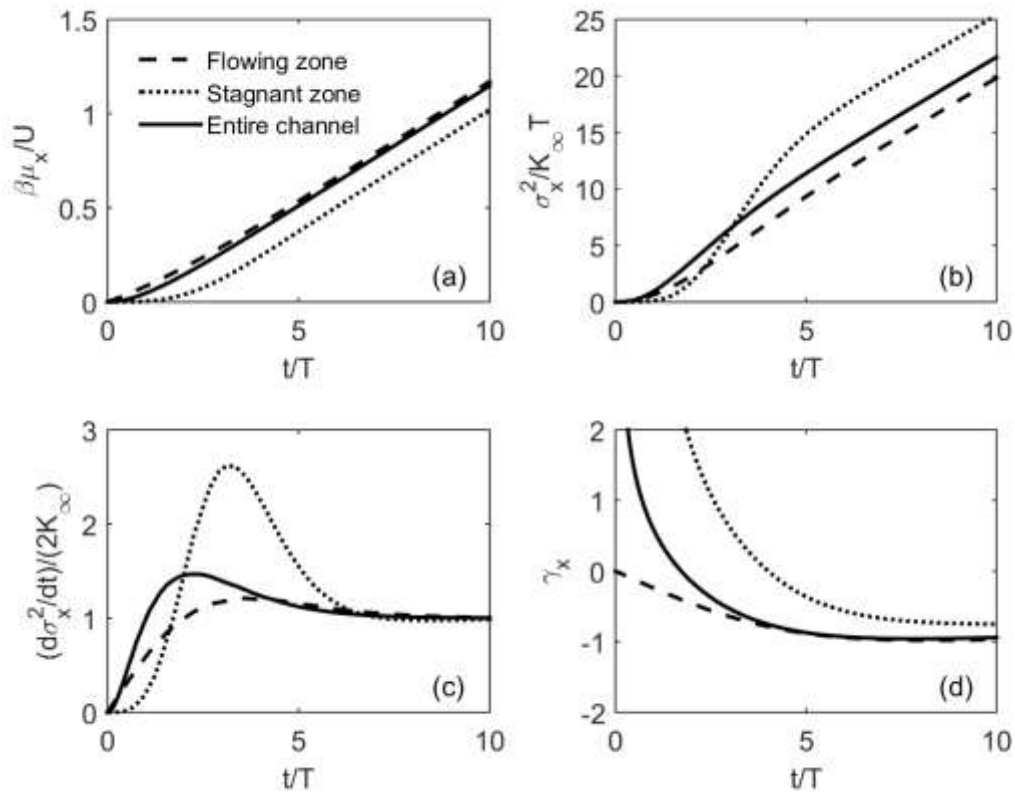 1.5
1
0.5
0
βμₓ/U
Flowing zone
Stagnant zone
Entire channel
(a)
0
5
10
t/T
25
20
15
10
5
0
σₓ²/K∞T
(b)
0
5
10
t/T
3
2
1
0
(dσₓ²/dt)/(2K∞)
(c)
0
5
10
t/T
2
1
0
-1
-2
γₓ
(d)
0
5
10
t/T